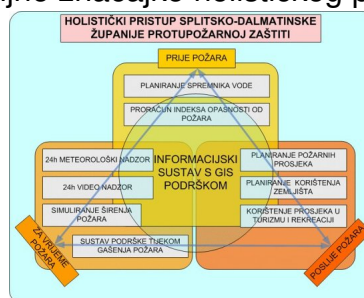 HOLISTIČKI PRISTUP SPLITSKO-DALMATINSKE
ŽUPANIJE PROTUPOŽARNOJ ZAŠTITI
PRIJE POŽARA
PLANIRANJE SPREMNIKA VODE
PRORAČUN INDEKSA OPASNOSTI OD
POŽARA
24h METEOROLOŠKI NADZOR
24h VIDEO NADZOR
SIMULIRANJE ŠIRENJA
POŽARA
INFORMACIJSKI
SUSTAV S GIS
PODRŠKOM
PLANIRANJE POŽARNIH
PROSJEKA
PLANIRANJE KORIŠTENJA
ZEMLJIŠTA
KORIŠTENJE PROSJEKA U
TURIZMU I REKREACIJI
SUSTAV PODRŠKE TIJEKOM
GAŠENJA POŽARA
ZA VRIJEME
POŽARA
POSLIJE POŽARA